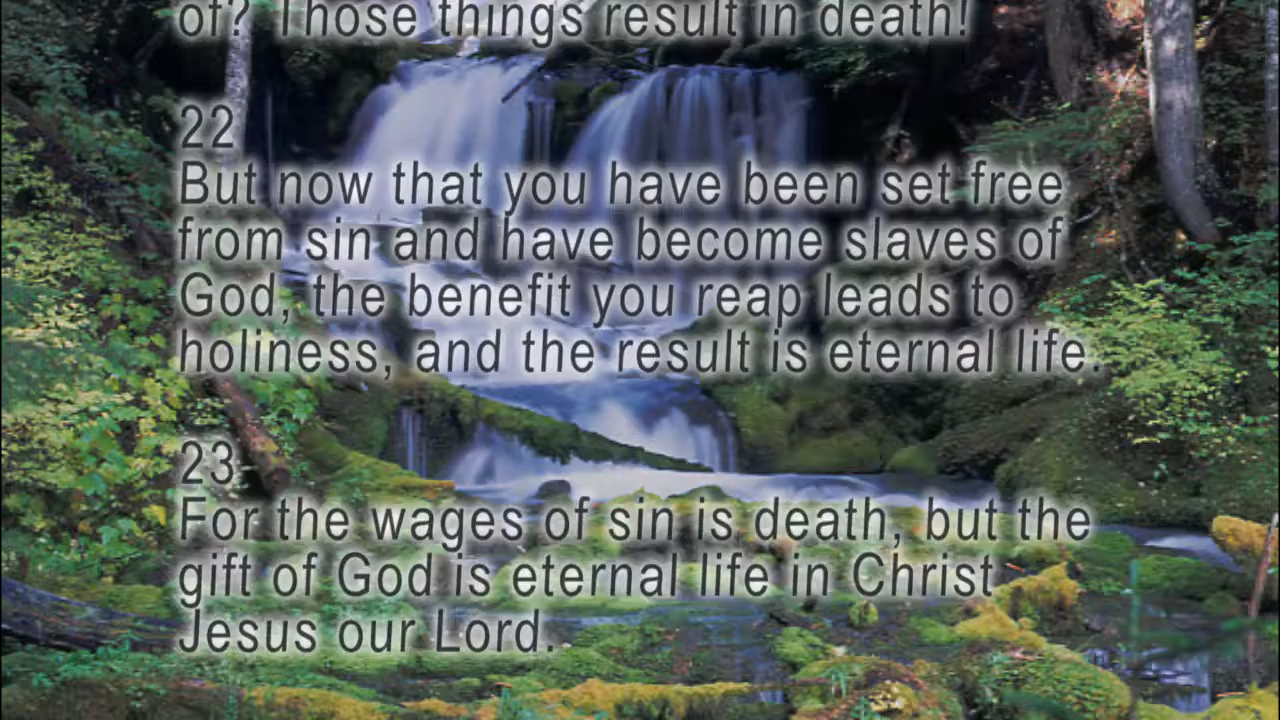 of? Those things result in death!
22
But now that you have been set free
from sin and have become slaves of
God, the benefit you reap leads to
holiness, and the result is eternal life.
23
For the wages of sin is death, but the
gift of God is eternal life in Christ
Jesus our Lord.